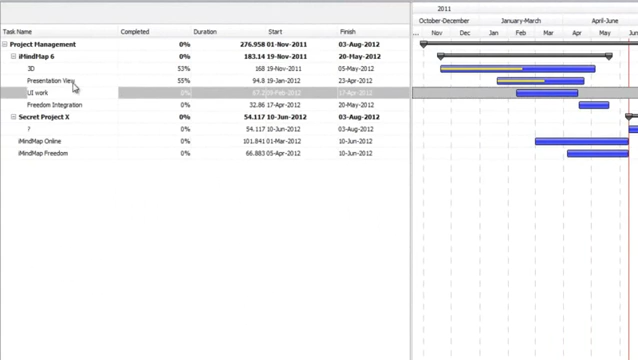 2011
October-December January-March April-June
Task Name Completed Duration Start Finish ... Nov Dec Jan Feb Mar Apr May Jun
Project Management 0% 276.958 01-Nov-2011 03-Aug-2012
iMindMap 6 0% 183.14 01-Nov-2011 20-May-2012
3D 53% 168 19-Nov-2011 05-May-2012
Presentation View 55% 94.8 19-Jan-2012 23-Apr-2012
UI work 0% 09-Feb-2012 17-Apr-2012
Freedom Integration 0% 32.86 17-Apr-2012 20-May-2012
Secret Project X 0% 54.117 10-Jun-2012 03-Aug-2012
? 0% 54.117 10-Jun-2012 03-Aug-2012
iMindMap Online 0% 101.841 01-Mar-2012 10-Jun-2012
iMindMap Freedom 0% 66.883 05-Apr-2012 10-Jun-2012